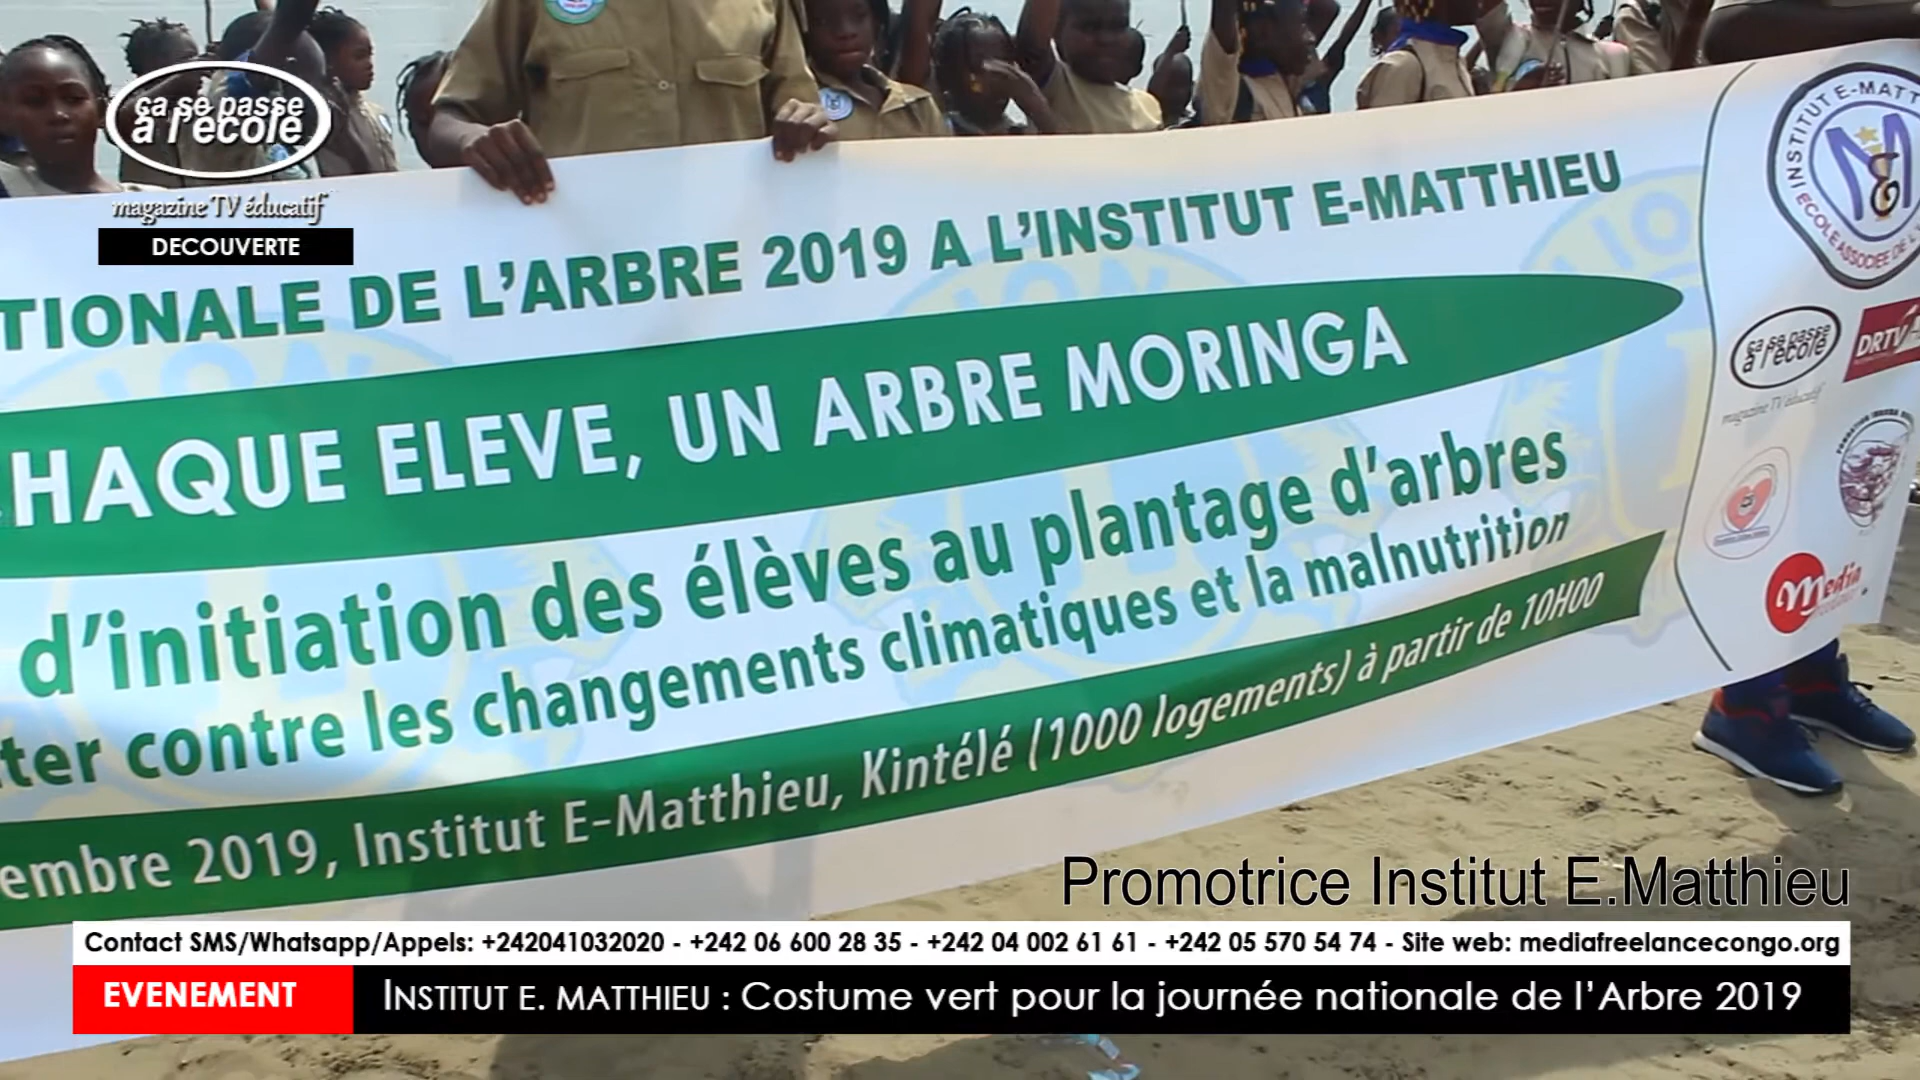 ça se passe
à l'école
magazine TV éducatif
DECOUVERTE
TIONALE DE L'ARBRE 2019 A L'INSTITUT E-MATTHIEU
HAQUE ELEVE, UN ARBRE MORINGA
d'initiation des élèves au plantage d'arbres
ter contre les changements climatiques et la malnutrition
embre 2019, Institut E-Matthieu, Kintélé (1000 logements) à partir de 10H00
INSTITUT E-MATT
ECOLE ASSOCIEE DE L'
M&M
ça se passe
à l'école
magazine TV éducatif
DRTV
Media
Promotrice Institut E.Matthieu
Contact SMS/Whatsapp/Appels: +242041032020 - +242 06 600 28 35 - +242 04 002 61 61 - +242 05 570 54 74 - Site web: mediafreelancecongo.org
EVENEMENT
INSTITUT E. MATTHIEU : Costume vert pour la journée nationale de l'Arbre 2019